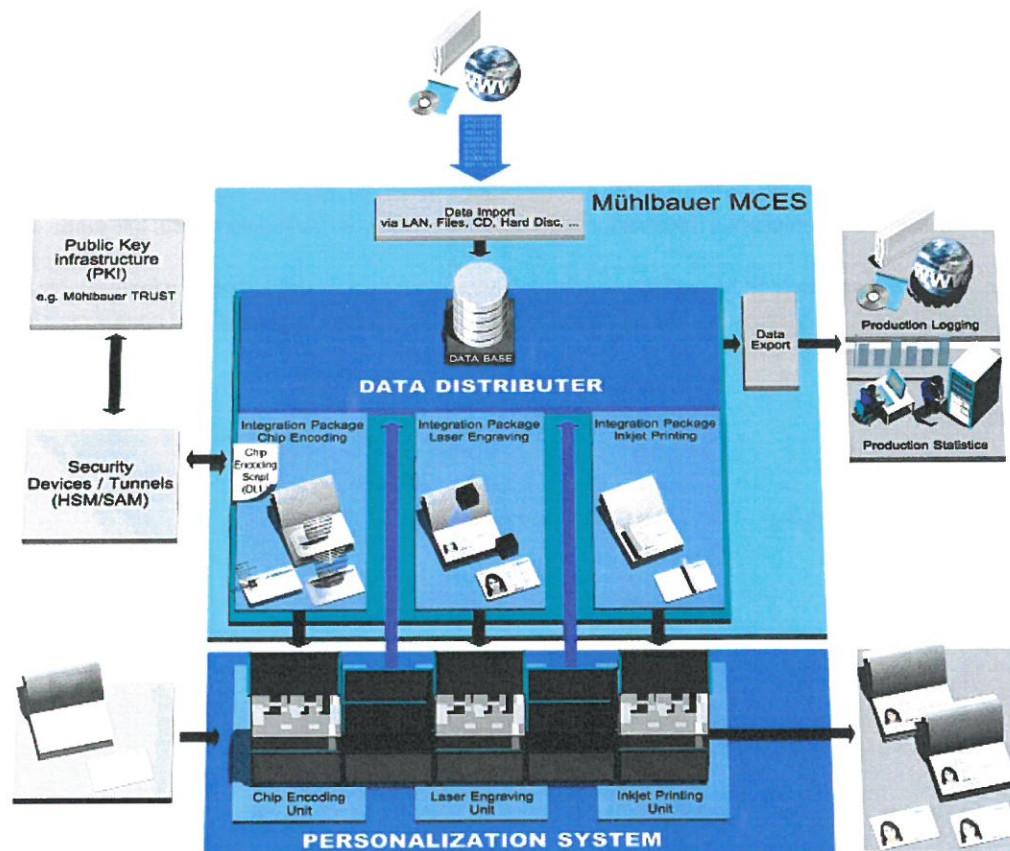 WWW
Mühlbauer MCES
Data Import
via LAN, Files, CD, Hard Disc, ...
Public Key
infrastructure
(PKI)
e.g. Mühlbauer TRUST
DATA BASE
DATA DISTRIBUTER
Data
Export
WWW
Production Logging
Production Statistics
Integration Package
Chip Encoding
Integration Package
Laser Engraving
Integration Package
Inkjet Printing
Chip
Encoding
Script
(DLL)
Security
Devices / Tunnels
(HSM/SAM)
Chip Encoding
Unit
Laser Engraving
Unit
Inkjet Printing
Unit
PERSONALIZATION SYSTEM